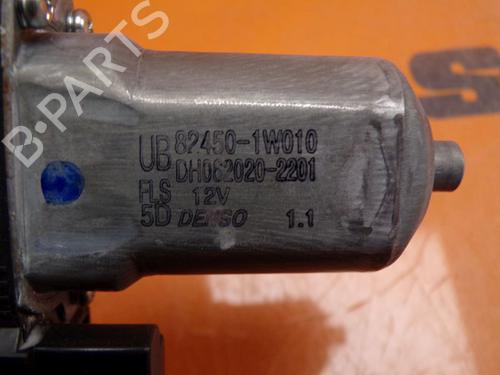 B-PARTS
UB 82450-1W010
DH062020-2201
FLS 12V
5D DENSO 1.1
S